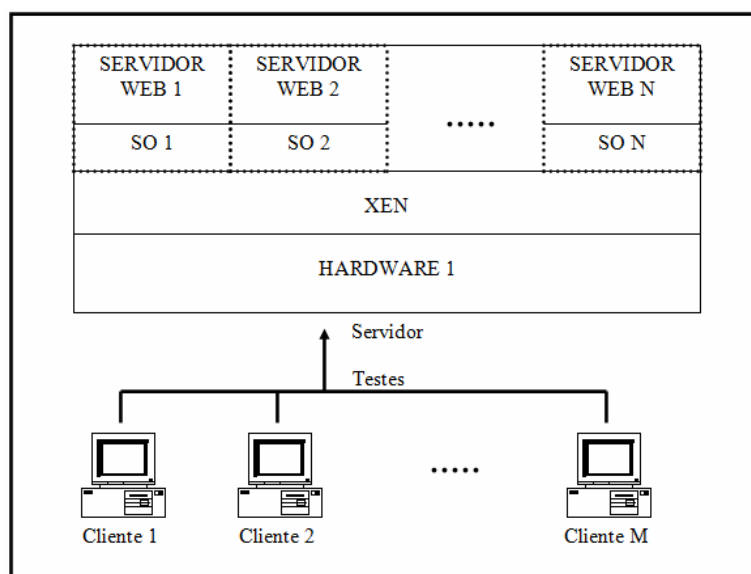 SERVIDOR
WEB 1
SERVIDOR
WEB 2
.....
SERVIDOR
WEB N
SO 1
SO 2
SO N
XEN
HARDWARE 1
Servidor
Testes
.....
Cliente 1
Cliente 2
Cliente M